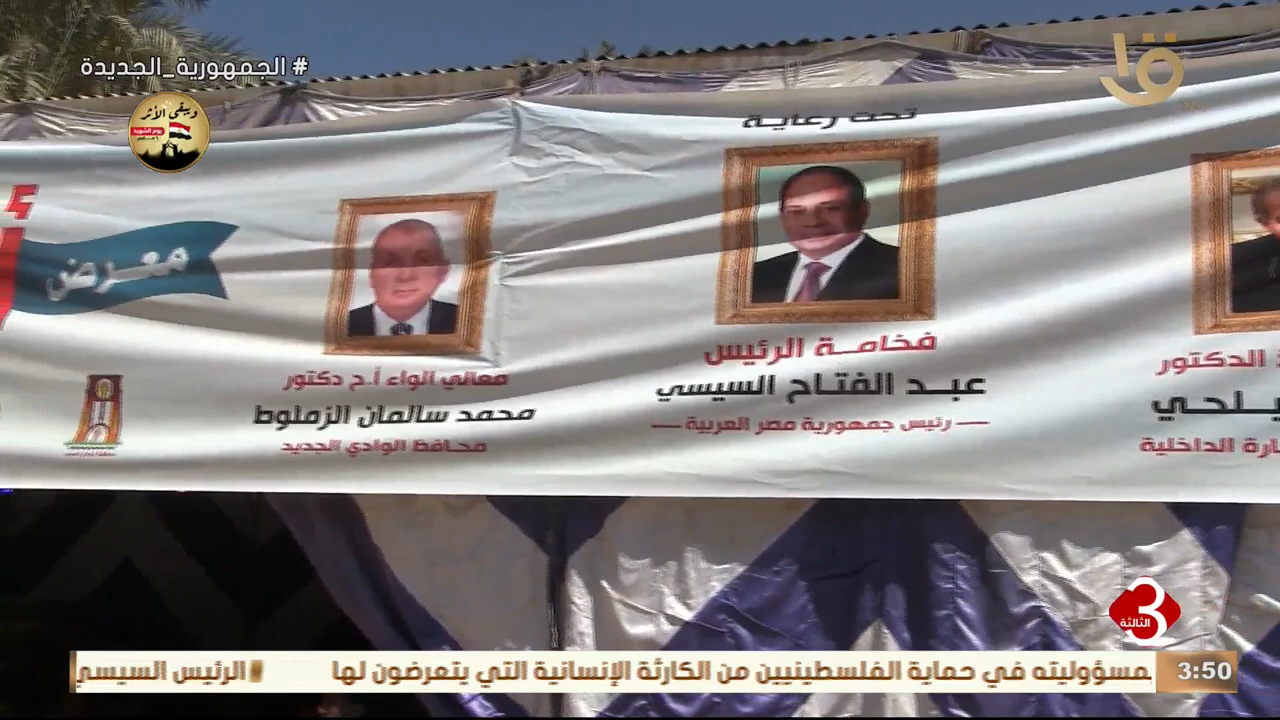 #الجمهورية_الجديدة
ويبقى الأثر
يوم الشهيد
تحت رعاية
معرض
فخامة الرئيس
عبد الفتاح السيسي
رئيس جمهورية مصر العربية
معالي الواء أ.ح دكتور
محمد سالمان الزملوط
محافظ الوادي الجديد
الدكتور
الداخلية
3
الثالثة
مسؤوليته في حماية الفلسطينيين من الكارثة الإنسانية التي يتعرضون لها
الرئيس السيسي
3:50